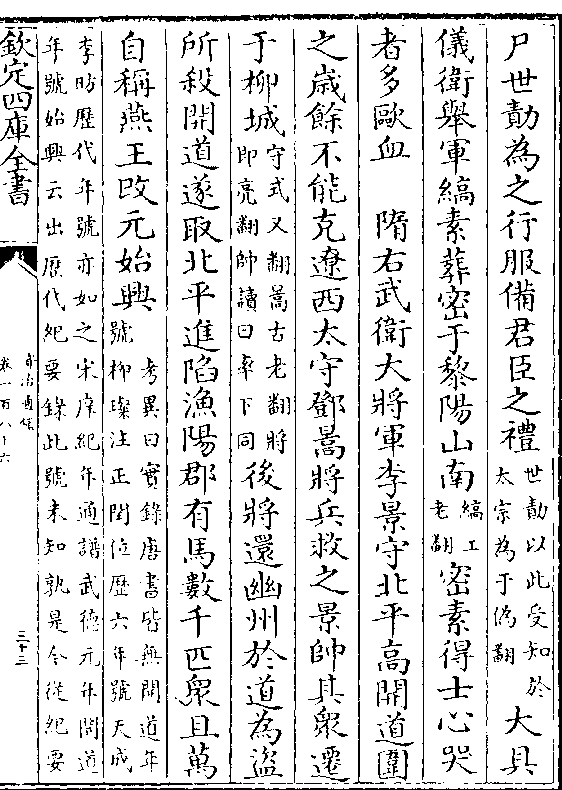 尸世勣為之行服備君臣之禮世勣以此受知於太宗為于偽翻大具
儀衛舉軍縞素葬密于黎陽山南縞工老翻密素得士心哭
者多歐血　隋右武衛大將軍李景守北平高開道圍
之歲餘不能克遼西太守鄧暠將兵救之景帥其衆遷
于柳城守式又翻暠古老翻將即亮翻帥讀曰率下同後將還幽州於道為盜
所殺開道遂取北平進陷漁陽郡有馬數千匹衆且萬
自稱燕王改元始興考異曰實錄唐書皆無開道年號柳璨注正閏位歷六年號天成
李昉歷代年號亦如之宋庠紀年通譜武德元年開道年號始興云出歷代紀要錄此號未知孰是今從紀要
欽定四庫全書
資治通鑑
卷一百八十六
三十三